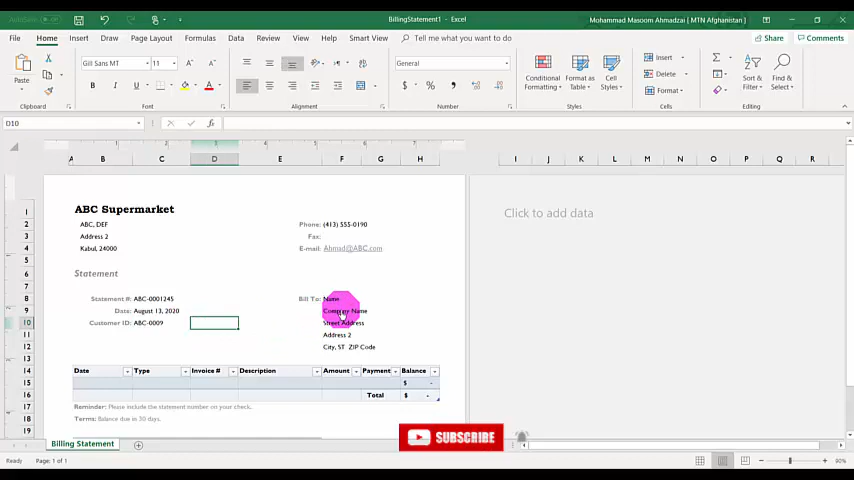 AutoSave Off
BillingStatement1 - Excel
Mohammad Masoom Ahmadzai [ MTN Afghanistan ]
File Home Insert Draw Page Layout Formulas Data Review View Help Smart View Tell me what you want to do Share Comments
Paste
Gill Sans MT 11
General
Conditional Formatting
Format as Table
Cell Styles
Insert
Delete
Format
Sort & Filter
Find & Select
Clipboard Font Alignment Number Styles Cells Editing
D10
A B C D E F G H I J K L M N O P Q R
ABC Supermarket
ABC, DEF Phone: (413) 555-0190
Address 2 Fax:
Kabul, 24000 E-mail: Ahmad@ABC.com
Click to add data
Statement
Statement #: ABC-0001245 Bill To: Name
Date: August 13, 2020 Company Name
Customer ID: ABC-0009 Street Address
Address 2
City, ST ZIP Code
Date Type Invoice # Description Amount Payment Balance
$ -
Total $ -
Reminder: Please include the statement number on your check.
Terms: Balance due in 30 days.
SUBSCRIBE
Billing Statement
Page: 1 of 1
90%